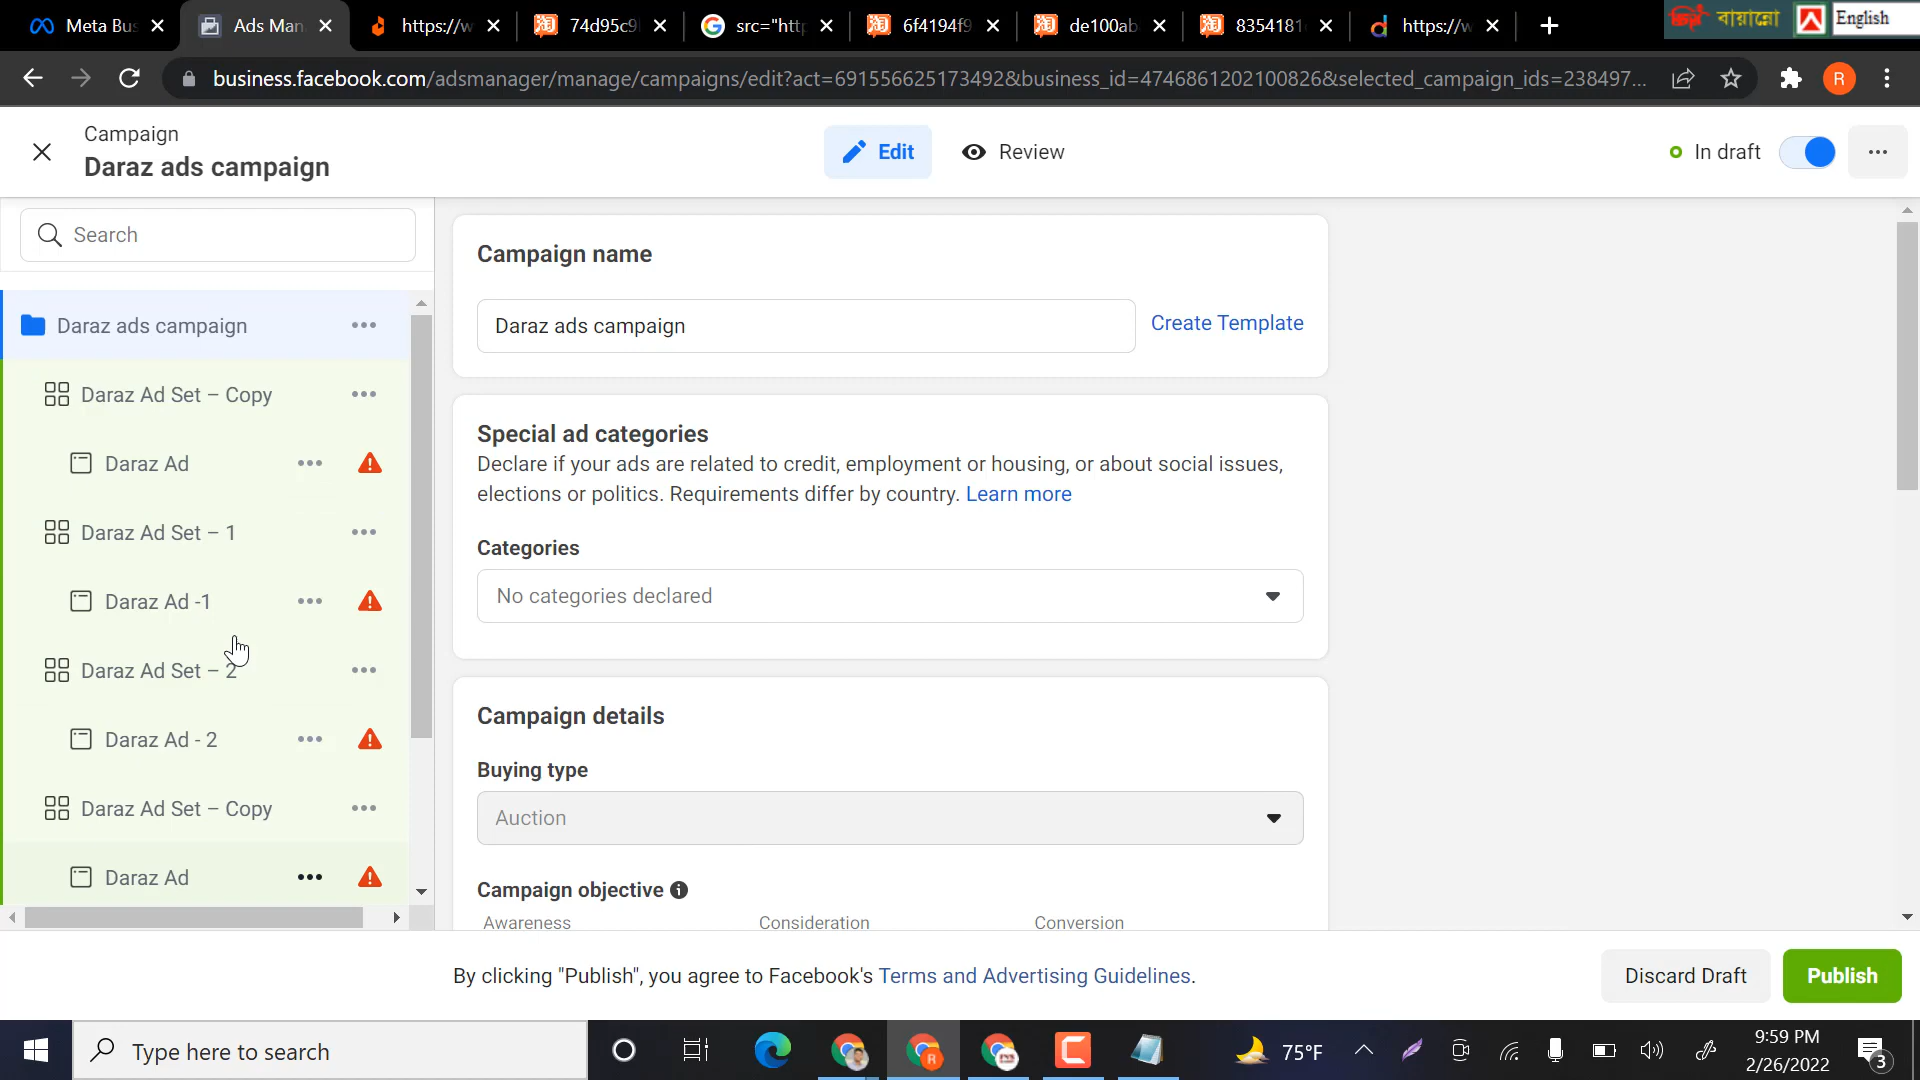 Meta Bus
Ads Man
https://w
74d95c9
src="http
6f4194f9
de100ab
8354181
https://w
বায়ান্নো
English
business.facebook.com/adsmanager/manage/campaigns/edit?act=691556625173492&business_id=4746861202100826&selected_campaign_ids=238497...
R
Campaign
Daraz ads campaign
Edit
Review
In draft
Search
Daraz ads campaign
Daraz Ad Set – Copy
Daraz Ad
Daraz Ad Set – 1
Daraz Ad -1
Daraz Ad Set – 2
Daraz Ad - 2
Daraz Ad Set – Copy
Daraz Ad
Campaign name
Daraz ads campaign
Create Template
Special ad categories
Declare if your ads are related to credit, employment or housing, or about social issues,
elections or politics. Requirements differ by country. Learn more
Categories
No categories declared
Campaign details
Buying type
Auction
Campaign objective
Awareness
Consideration
Conversion
By clicking "Publish", you agree to Facebook's Terms and Advertising Guidelines.
Discard Draft
Publish
Type here to search
75°F
9:59 PM
2/26/2022
3